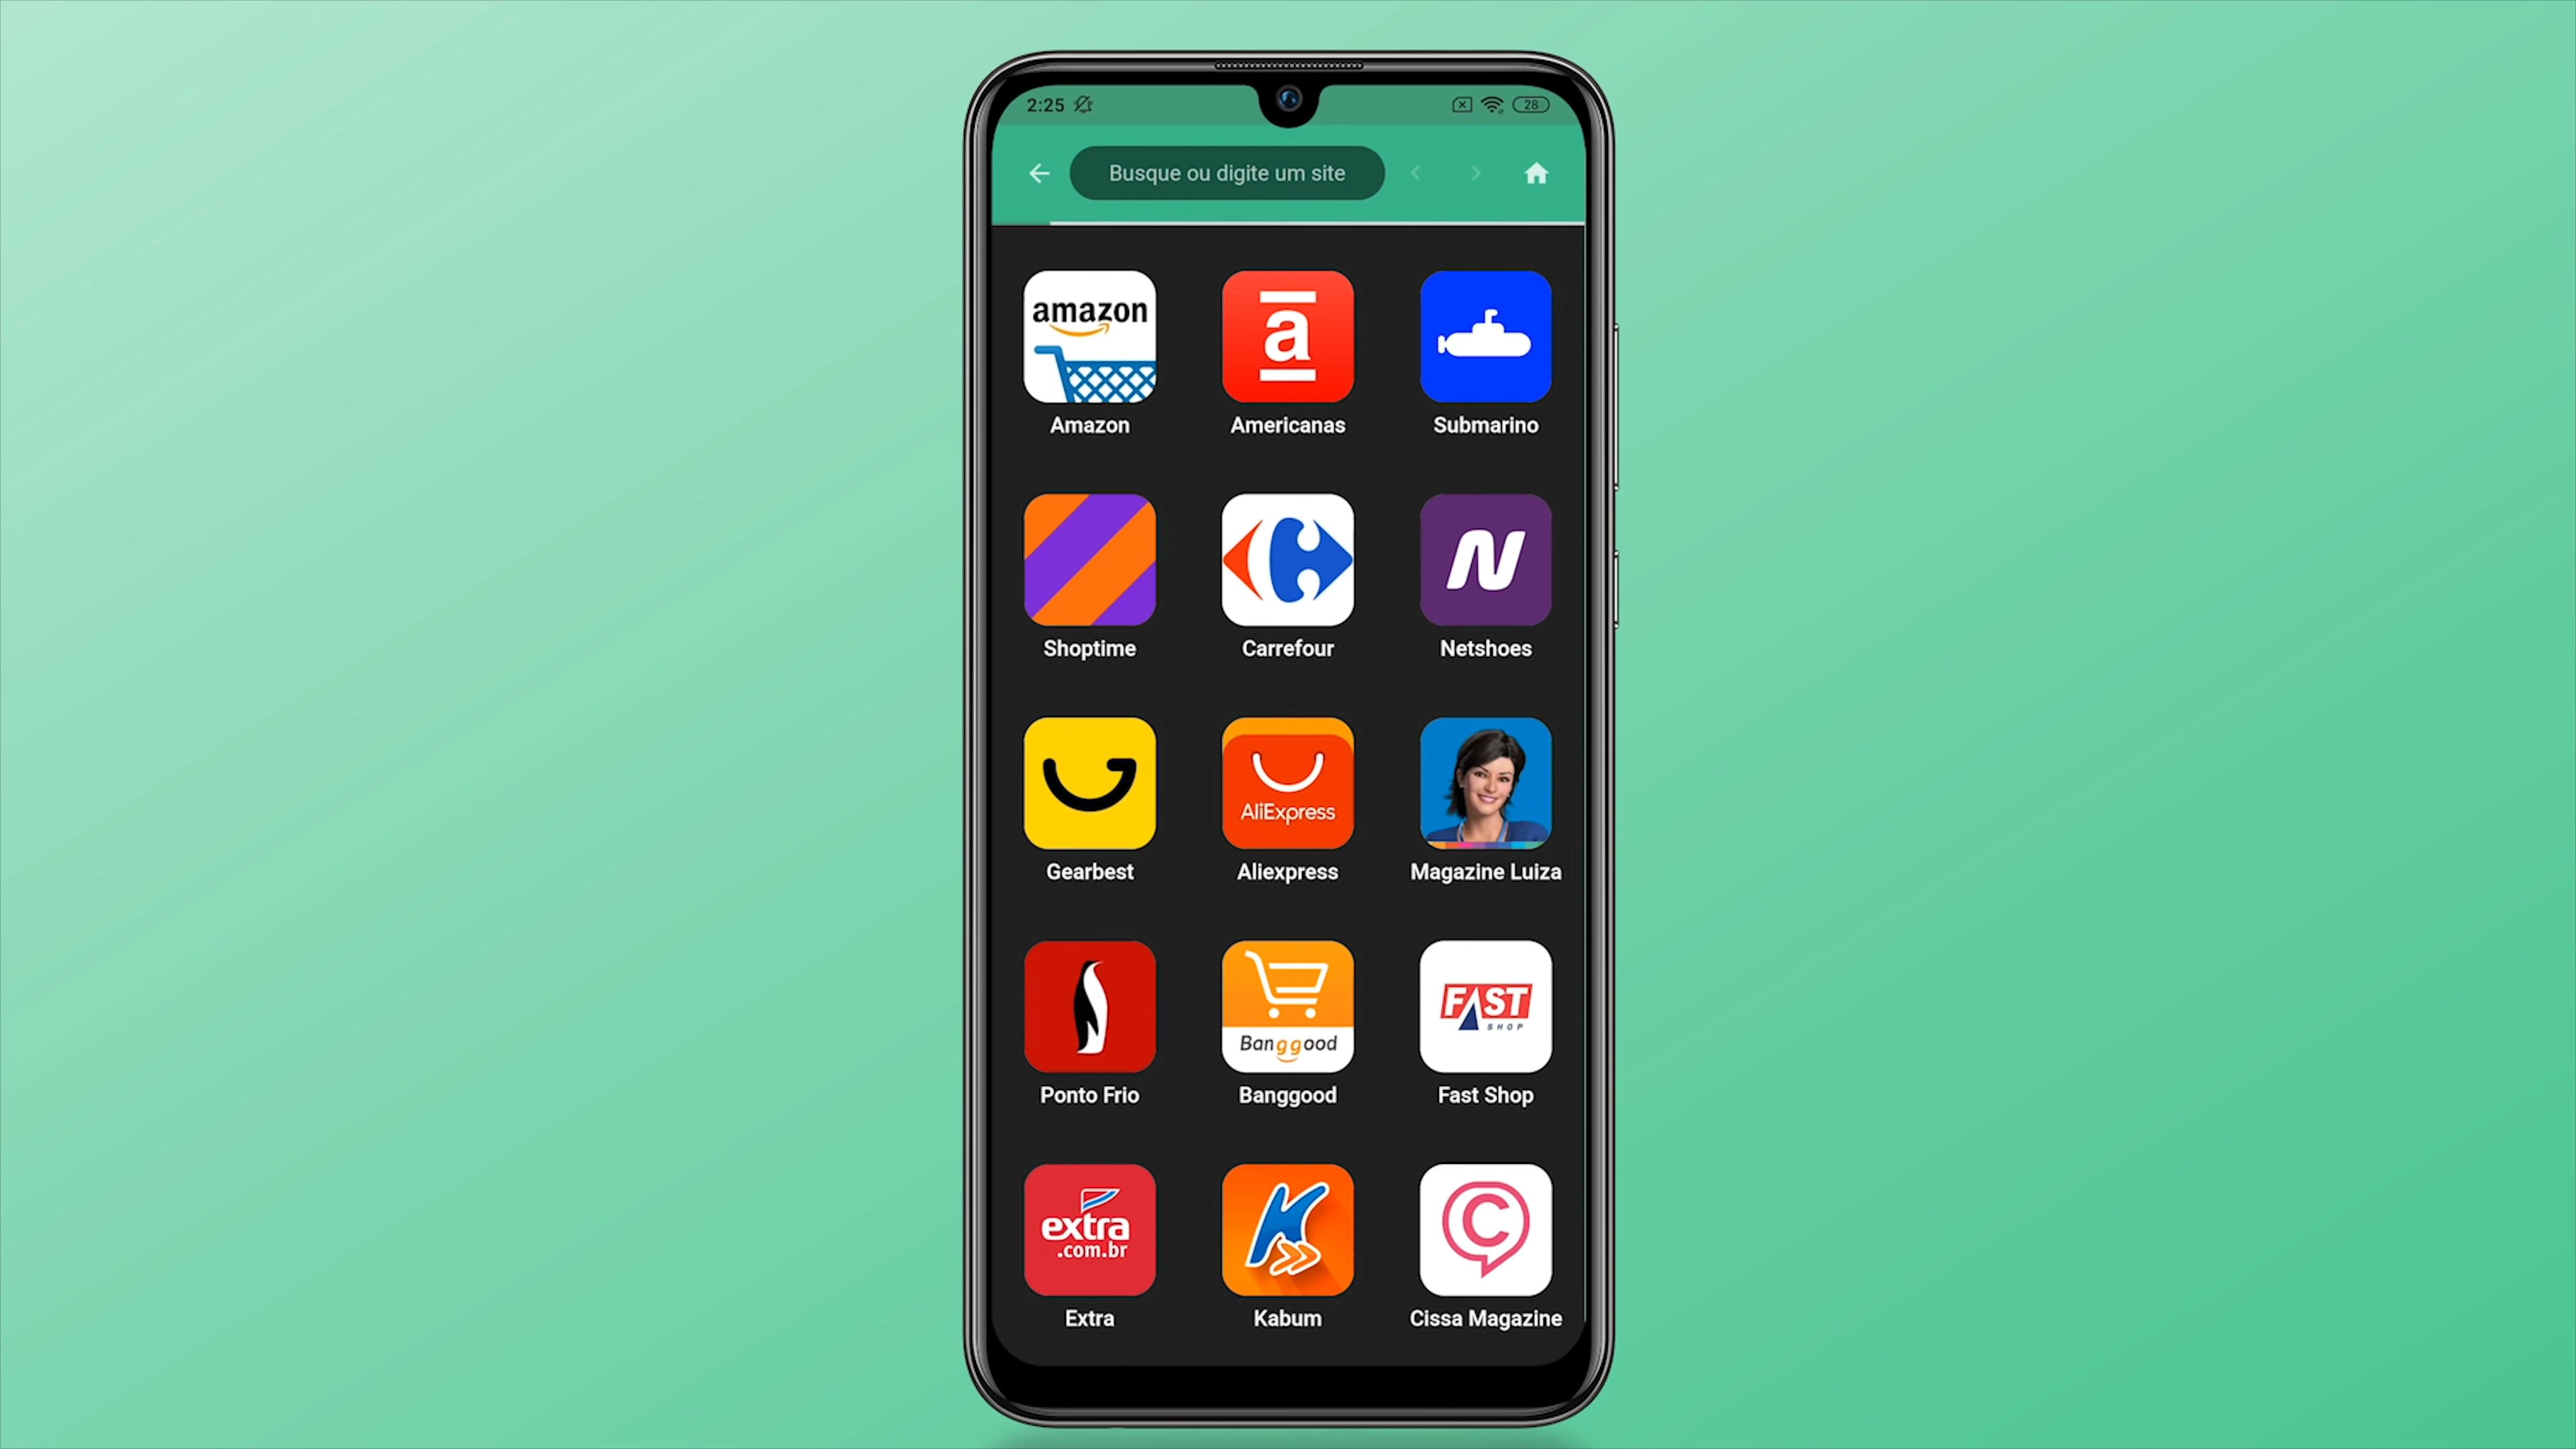 2:25
28
Busque ou digite um site
amazon
a
Amazon
Americanas
Submarino
N
Shoptime
Carrefour
Netshoes
AliExpress
Gearbest
Aliexpress
Magazine Luiza
Banggood
FAST
SHOP
Ponto Frio
Banggood
Fast Shop
extra
.com.br
K
C
Extra
Kabum
Cissa Magazine